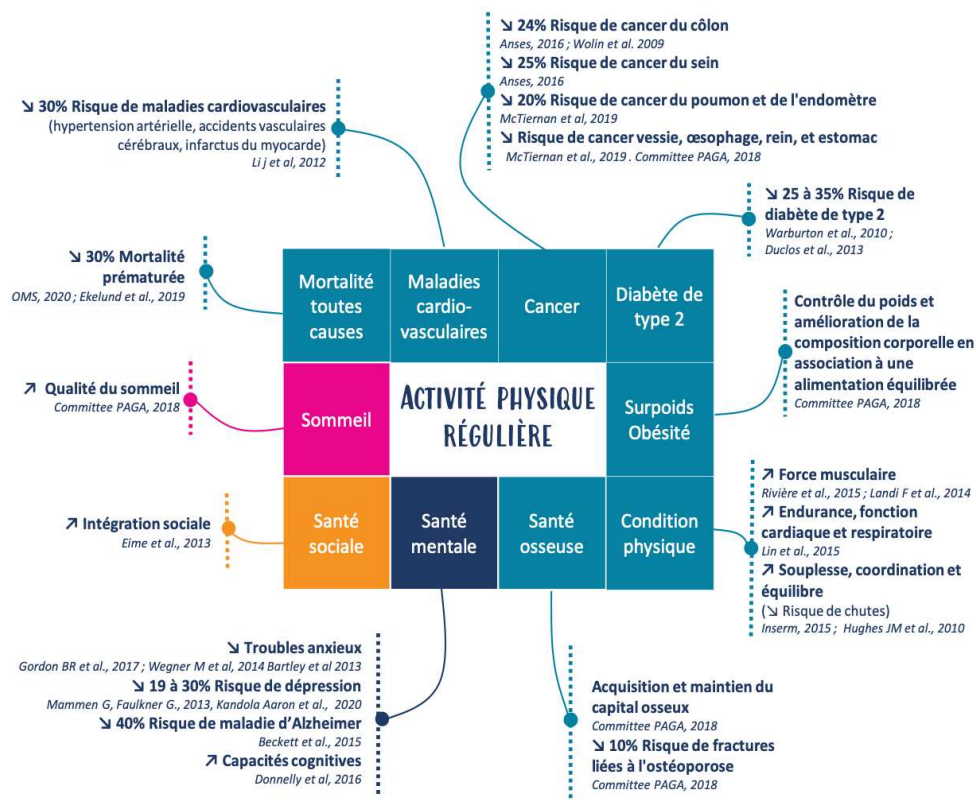 ↘ 24% Risque de cancer du côlon
Anses, 2016 ; Wolin et al. 2009
↘ 25% Risque de cancer du sein
Anses, 2016
↘ 20% Risque de cancer du poumon et de l'endomètre
McTiernan et al, 2019
↘ Risque de cancer vessie, œsophage, rein, et estomac
McTiernan et al., 2019 . Committee PAGA, 2018
↘ 30% Risque de maladies cardiovasculaires
(hypertension artérielle, accidents vasculaires
cérébraux, infarctus du myocarde)
Li j et al, 2012
↘ 25 à 35% Risque de
diabète de type 2
Warburton et al., 2010 ;
Duclos et al., 2013
↘ 30% Mortalité
prématurée
OMS, 2020 ; Ekelund et al., 2019
Mortalité
toutes
causes
Maladies
cardio-
vasculaires
Cancer
Diabète de
type 2
Contrôle du poids et
amélioration de la
composition corporelle en
association à une
alimentation équilibrée
Committee PAGA, 2018
↗ Qualité du sommeil
Committee PAGA, 2018
Sommeil
ACTIVITÉ PHYSIQUE
RÉGULIÈRE
Surpoids
Obésité
↗ Intégration sociale
Eime et al., 2013
Santé
sociale
Santé
mentale
Santé
osseuse
Condition
physique
↗ Force musculaire
Rivière et al., 2015 ; Landi F et al., 2014
↗ Endurance, fonction
cardiaque et respiratoire
Lin et al., 2015
↗ Souplesse, coordination et
équilibre
(↘ Risque de chutes)
Inserm, 2015 ; Hughes JM et al., 2010
↘ Troubles anxieux
Gordon BR et al., 2017 ; Wegner M et al, 2014 Bartley et al 2013
↘ 19 à 30% Risque de dépression
Mammen G, Faulkner G., 2013, Kandola Aaron et al., 2020
↘ 40% Risque de maladie d’Alzheimer
Beckett et al., 2015
↗ Capacités cognitives
Donnelly et al, 2016
Acquisition et maintien du
capital osseux
Committee PAGA, 2018
↘ 10% Risque de fractures
liées à l'ostéoporose
Committee PAGA, 2018